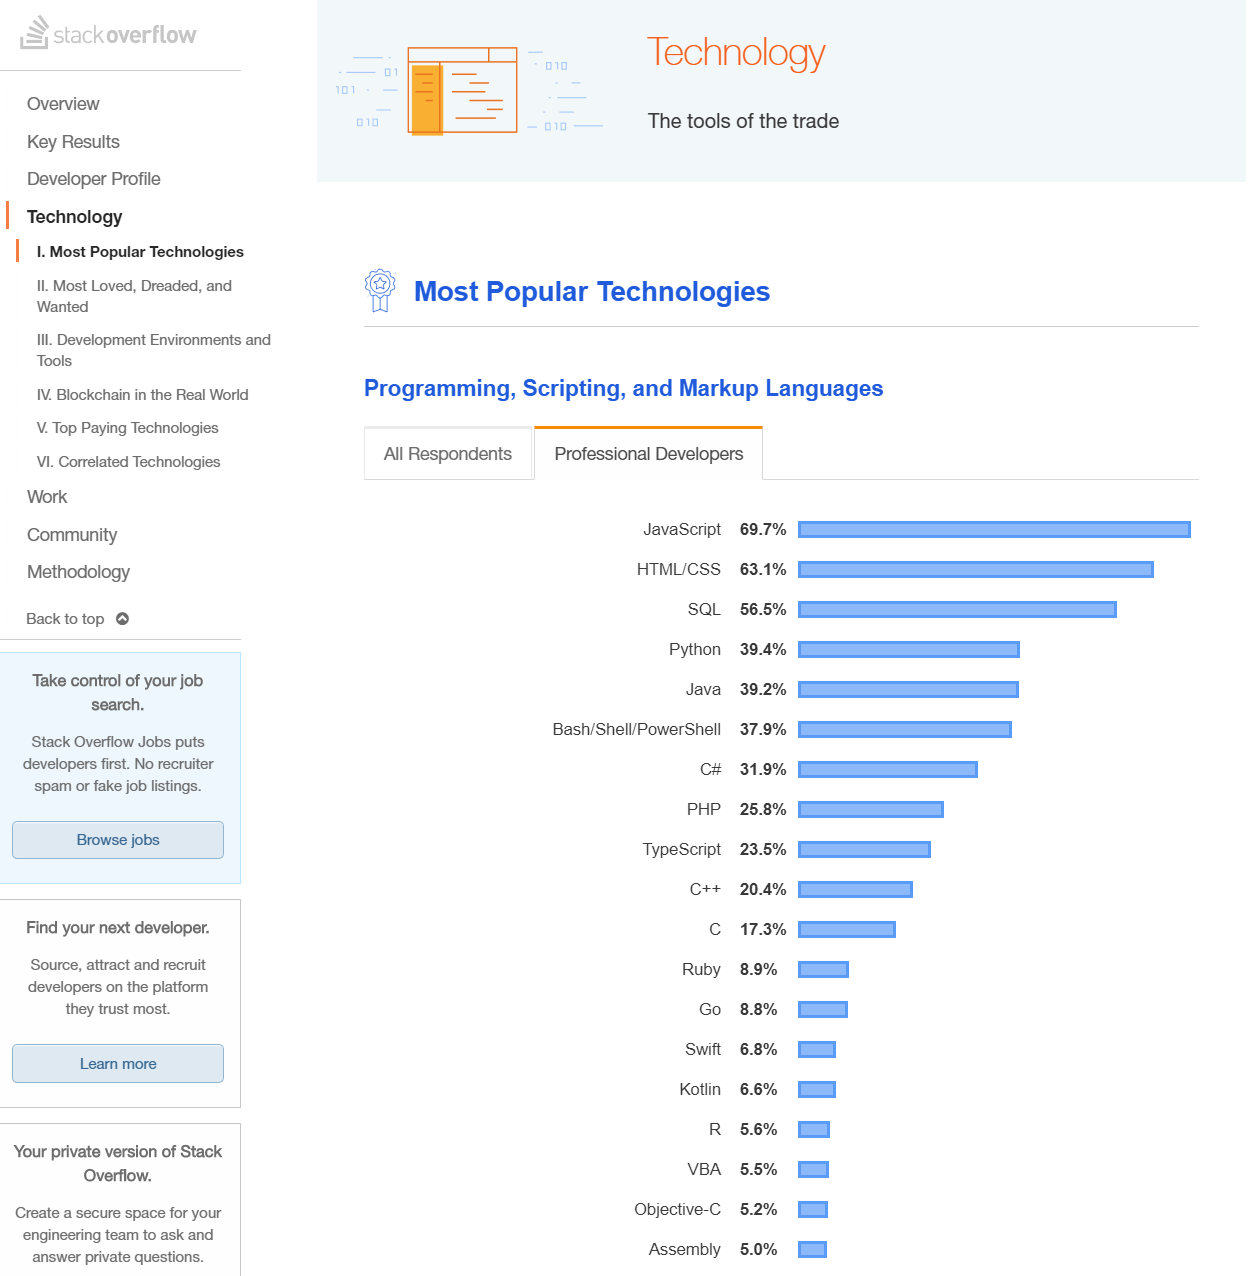 stack overflow
Overview
Key Results
Developer Profile
Technology
I. Most Popular Technologies
II. Most Loved, Dreaded, and
Wanted
III. Development Environments and
Tools
IV. Blockchain in the Real World
V. Top Paying Technologies
VI. Correlated Technologies
Work
Community
Methodology
Back to top
Take control of your job
search.
Stack Overflow Jobs puts
developers first. No recruiter
spam or fake job listings.
Browse jobs
Find your next developer.
Source, attract and recruit
developers on the platform
they trust most.
Learn more
Your private version of Stack
Overflow.
Create a secure space for your
engineering team to ask and
answer private questions.
01
101
010
010
010
Technology
The tools of the trade
Most Popular Technologies
Programming, Scripting, and Markup Languages
All Respondents Professional Developers
JavaScript 69.7%
HTML/CSS 63.1%
SQL 56.5%
Python 39.4%
Java 39.2%
Bash/Shell/PowerShell 37.9%
C# 31.9%
PHP 25.8%
TypeScript 23.5%
C++ 20.4%
C 17.3%
Ruby 8.9%
Go 8.8%
Swift 6.8%
Kotlin 6.6%
R 5.6%
VBA 5.5%
Objective-C 5.2%
Assembly 5.0%